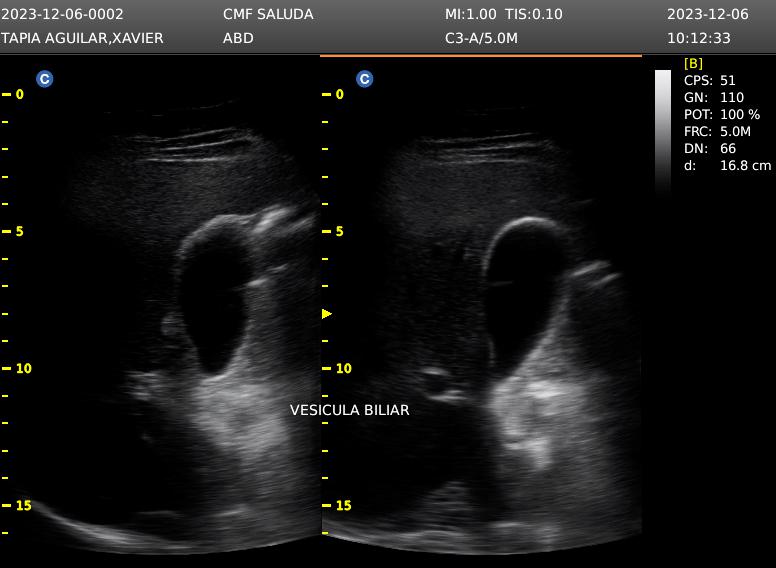 2023-12-06-0002 CMF SALUDA MI:1.00 TIS:0.10 2023-12-06
TAPIA AGUILAR,XAVIER ABD C3-A/5.0M 10:12:33
C C
[B]
CPS: 51
GN: 110
POT: 100 %
FRC: 5.0M
DN: 66
d: 16.8 cm
0 0
5 5
10 10
VESICULA BILIAR
15 15